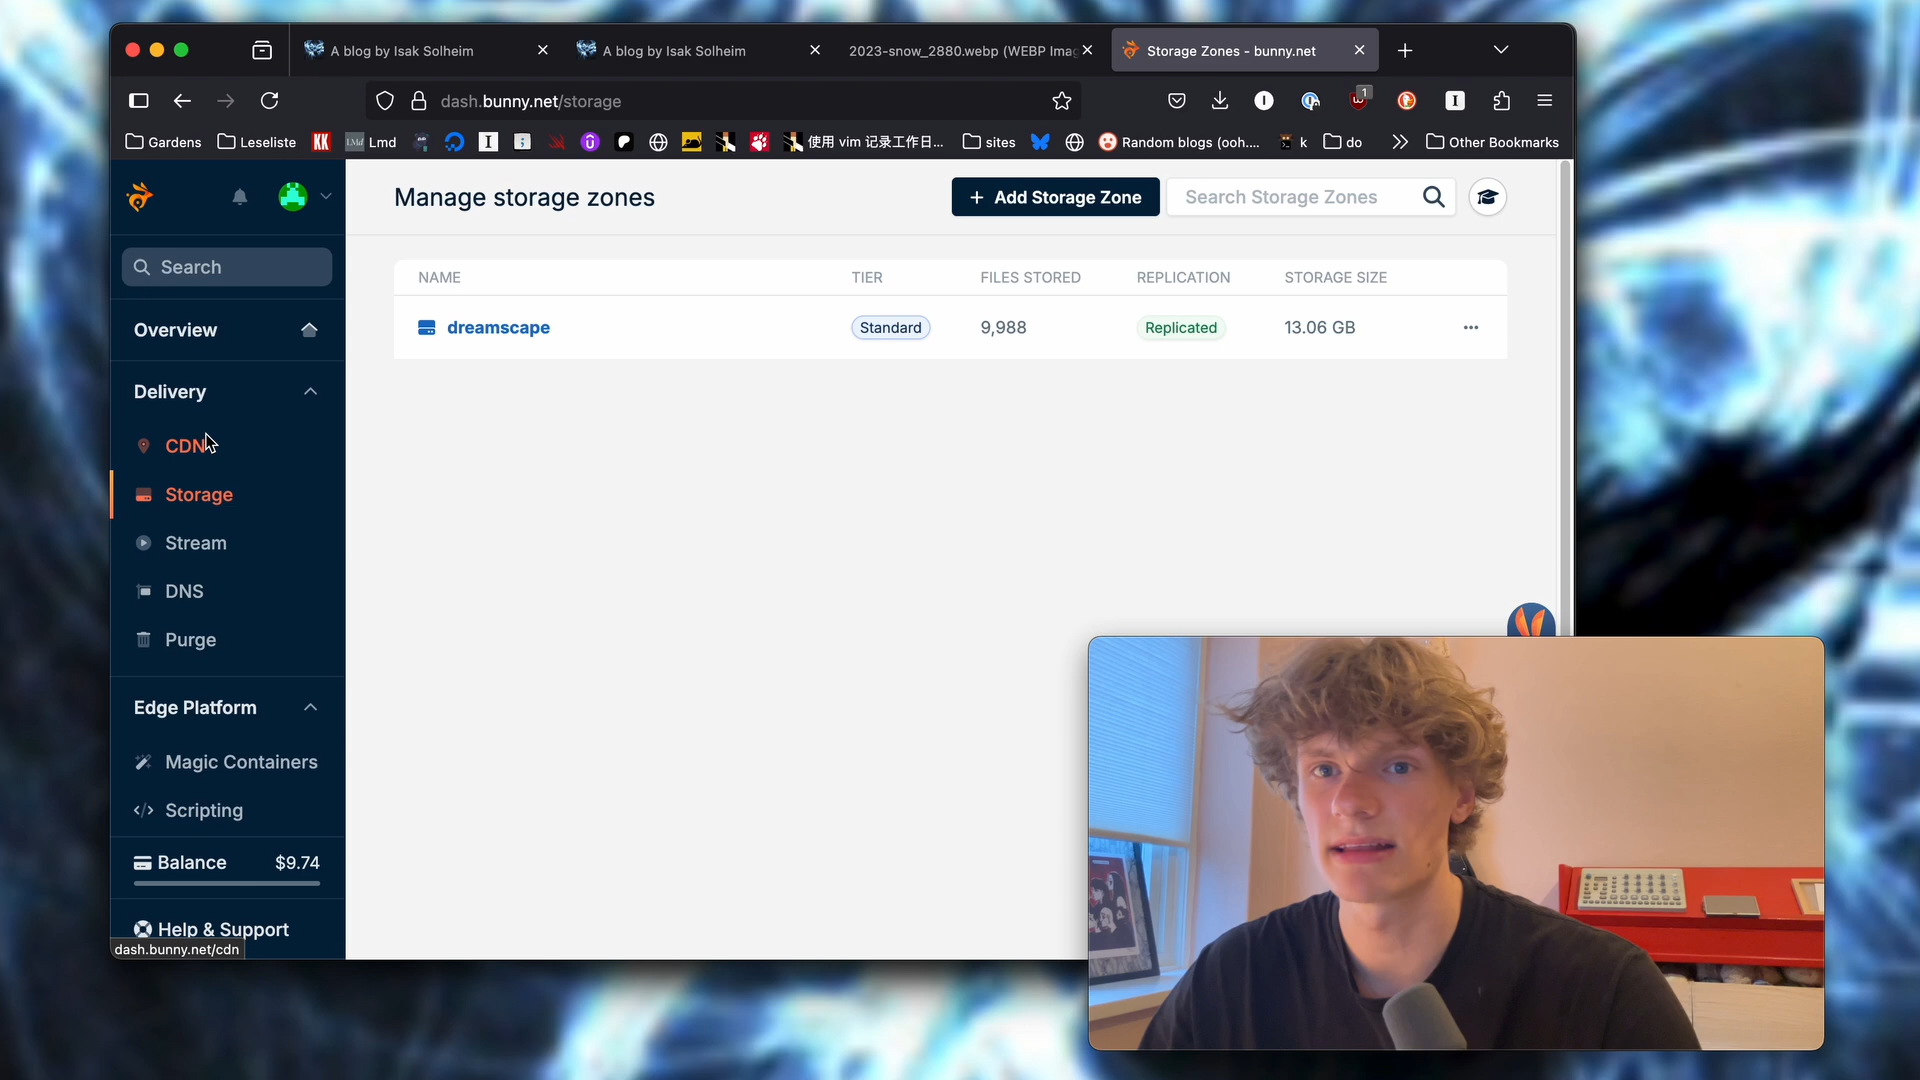 A blog by Isak Solheim
A blog by Isak Solheim
2023-snow_2880.webp (WEBP Imag
Storage Zones - bunny.net
dash.bunny.net/storage
1
Gardens
Leseliste
KK
LMd
Lmd
使用 vim 记录工作日...
sites
Random blogs (ooh....
k
do
Other Bookmarks
Manage storage zones
+ Add Storage Zone
Search Storage Zones
Search
NAME
TIER
FILES STORED
REPLICATION
STORAGE SIZE
dreamscape
Standard
9,988
Replicated
13.06 GB
Overview
Delivery
CDN
Storage
Stream
DNS
Purge
Edge Platform
Magic Containers
Scripting
Balance
$9.74
Help & Support
dash.bunny.net/cdn